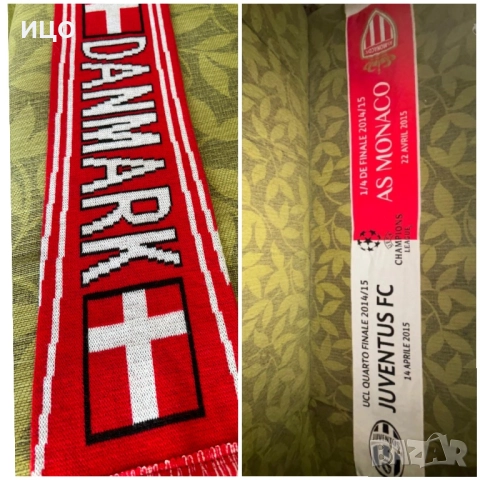 ИЦО
DANMARK
1/4 DE FINALE 2014/15
AS MONACO
22 AVRIL 2015
CHAMPIONS
LEAGUE
UCL QUARTO FINALE 2014/15
JUVENTUS FC
14 APRILE 2015
bazar